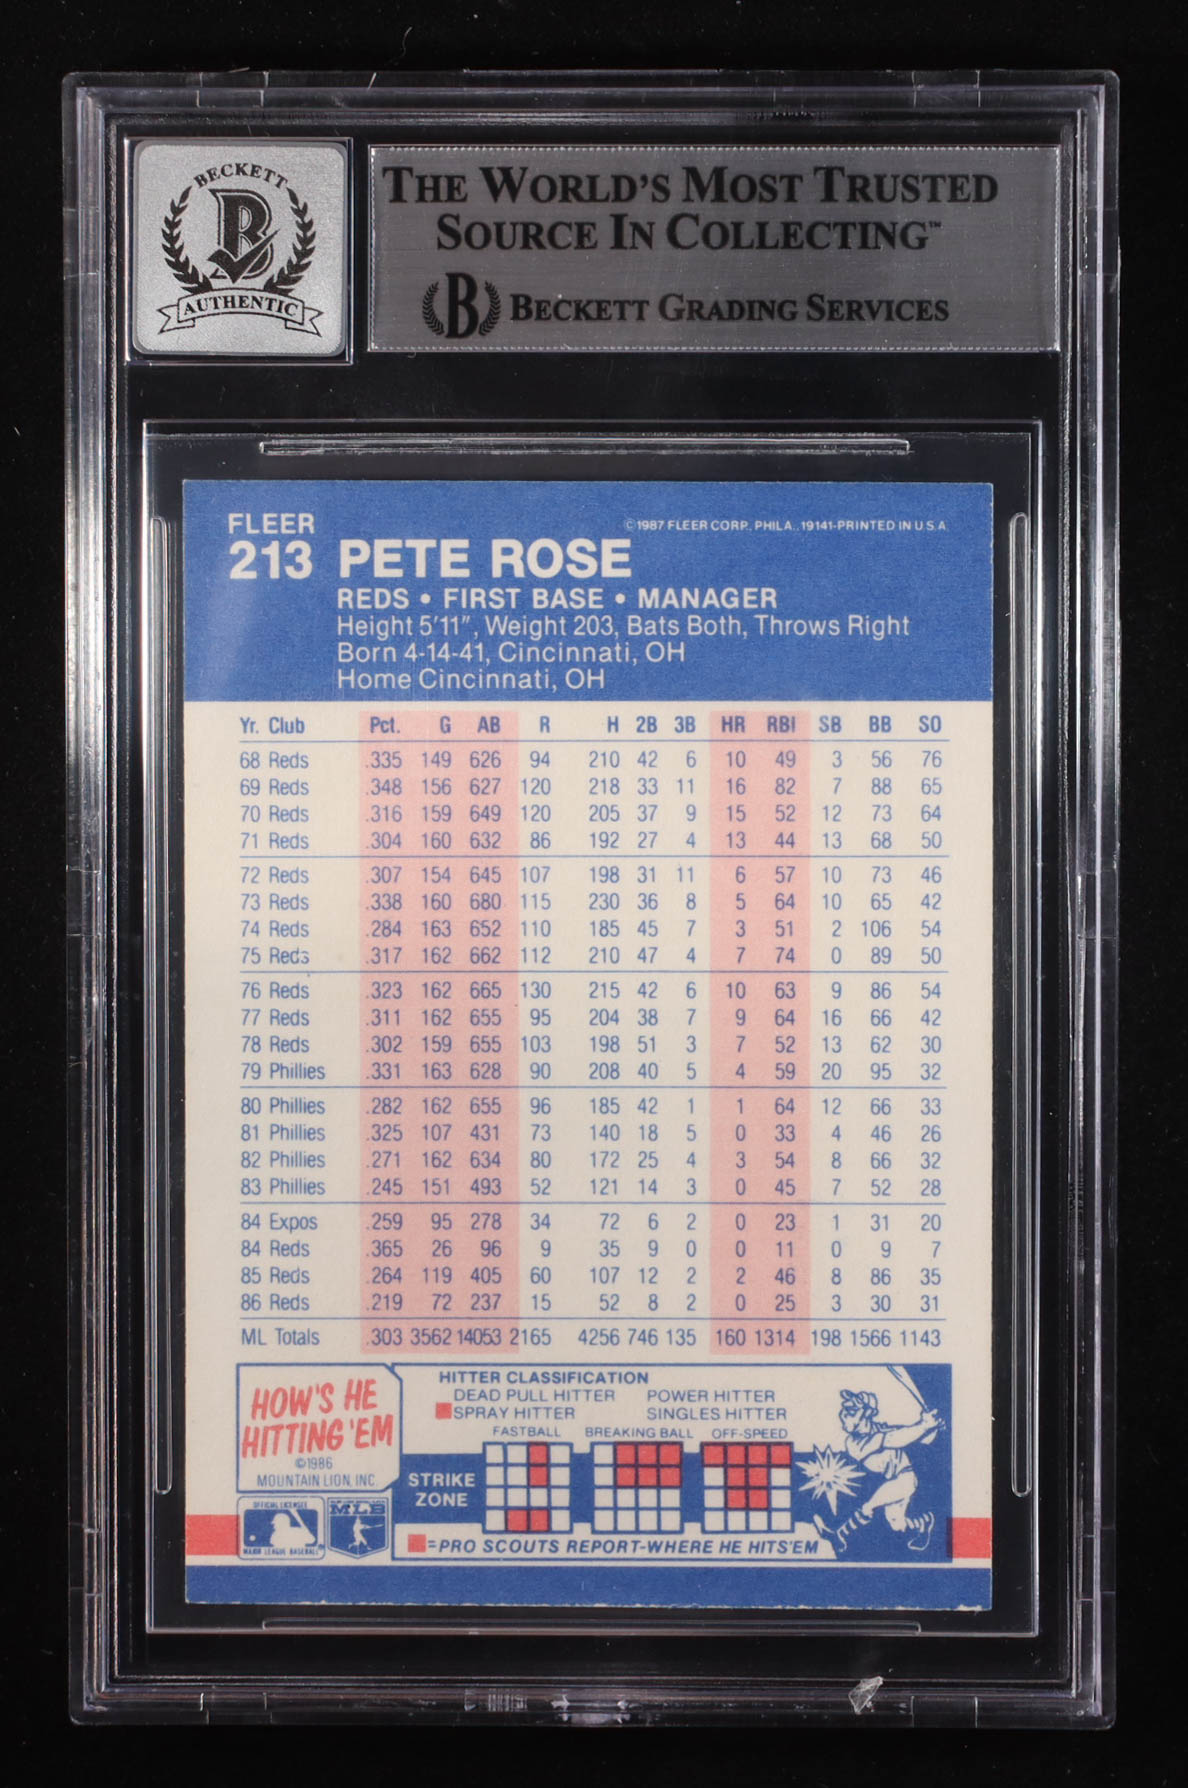 BECKETT
B
AUTHENTIC
THE WORLD'S MOST TRUSTED
SOURCE IN COLLECTING™
B BECKETT GRADING SERVICES
FLEER
©1987 FLEER CORP., PHILA., 19141-PRINTED IN U.S.A.
213 PETE ROSE
REDS • FIRST BASE • MANAGER
Height 5'11", Weight 203, Bats Both, Throws Right
Born 4-14-41, Cincinnati, OH
Home Cincinnati, OH
Yr. Club Pct. G AB R H 2B 3B HR RBI SB BB SO
68 Reds .335 149 626 94 210 42 6 10 49 3 56 76
69 Reds .348 156 627 120 218 33 11 16 82 7 88 65
70 Reds .316 159 649 120 205 37 9 15 52 12 73 64
71 Reds .304 160 632 86 192 27 4 13 44 13 68 50
72 Reds .307 154 645 107 198 31 11 6 57 10 73 46
73 Reds .338 160 680 115 230 36 8 5 64 10 65 42
74 Reds .284 163 652 110 185 45 7 3 51 2 106 54
75 Reds .317 162 662 112 210 47 4 7 74 0 89 50
76 Reds .323 162 665 130 215 42 6 10 63 9 86 54
77 Reds .311 162 655 95 204 38 7 9 64 16 66 42
78 Reds .302 159 655 103 198 51 3 7 52 13 62 30
79 Phillies .331 163 628 90 208 40 5 4 59 20 95 32
80 Phillies .282 162 655 96 185 42 1 1 64 12 66 33
81 Phillies .325 107 431 73 140 18 5 0 33 4 46 26
82 Phillies .271 162 634 80 172 25 4 3 54 8 66 32
83 Phillies .245 151 493 52 121 14 3 0 45 7 52 28
84 Expos .259 95 278 34 72 6 2 0 23 1 31 20
84 Reds .365 26 96 9 35 9 0 0 11 0 9 7
85 Reds .264 119 405 60 107 12 2 2 46 8 86 35
86 Reds .219 72 237 15 52 8 2 0 25 3 30 31
ML Totals .303 3562 14053 2165 4256 746 135 160 1314 198 1566 1143
HOW'S HE
HITTING 'EM
©1986
MOUNTAIN LION, INC.
HITTER CLASSIFICATION
DEAD PULL HITTER POWER HITTER
SPRAY HITTER SINGLES HITTER
FASTBALL BREAKING BALL OFF-SPEED
STRIKE
ZONE
=PRO SCOUTS REPORT-WHERE HE HITS'EM
OFFICIAL LICENSEE
MAJOR LEAGUE BASEBALL
MLB